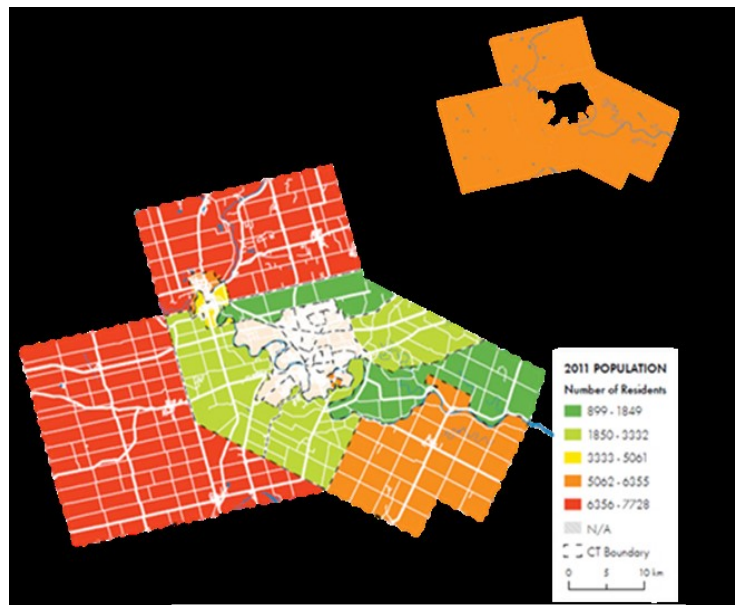 2011 POPULATION
Number of Residents
899 - 1849
1850 - 3332
3333 - 5061
5062 - 6355
6356 - 7728
N/A
CT Boundary
0 5 10 km